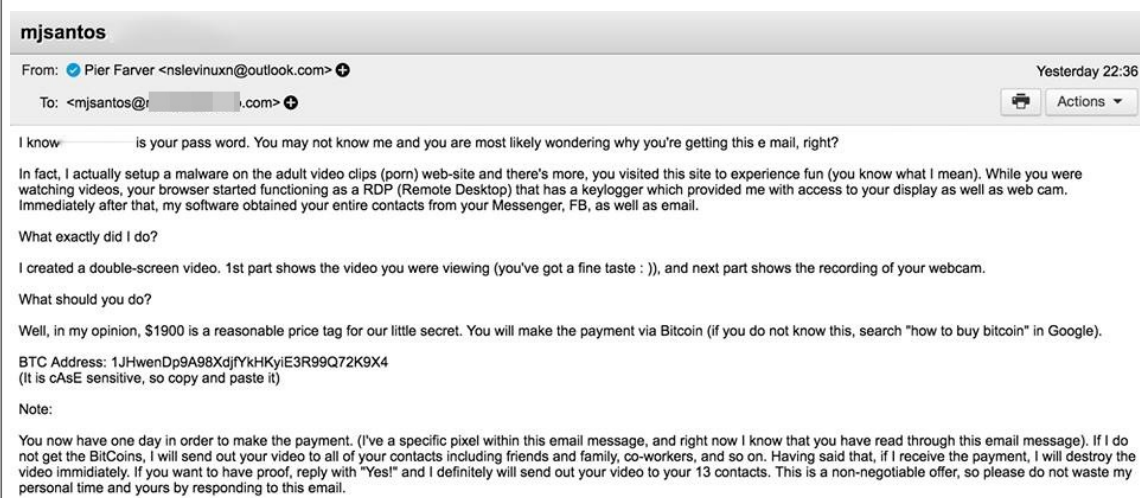 mjsantos
From: Pier Farver <nslevinuxn@outlook.com>
Yesterday 22:36
To: <mjsantos@ .com>
Actions
I know is your pass word. You may not know me and you are most likely wondering why you're getting this e mail, right?
In fact, I actually setup a malware on the adult video clips (porn) web-site and there's more, you visited this site to experience fun (you know what I mean). While you were
watching videos, your browser started functioning as a RDP (Remote Desktop) that has a keylogger which provided me with access to your display as well as web cam.
Immediately after that, my software obtained your entire contacts from your Messenger, FB, as well as email.
What exactly did I do?
I created a double-screen video. 1st part shows the video you were viewing (you've got a fine taste : )), and next part shows the recording of your webcam.
What should you do?
Well, in my opinion, $1900 is a reasonable price tag for our little secret. You will make the payment via Bitcoin (if you do not know this, search "how to buy bitcoin" in Google).
BTC Address: 1JHwenDp9A98XdjfYkHKyiE3R99Q72K9X4
(It is cAsE sensitive, so copy and paste it)
Note:
You now have one day in order to make the payment. (I've a specific pixel within this email message, and right now I know that you have read through this email message). If I do
not get the BitCoins, I will send out your video to all of your contacts including friends and family, co-workers, and so on. Having said that, if I receive the payment, I will destroy the
video immidiately. If you want to have proof, reply with "Yes!" and I definitely will send out your video to your 13 contacts. This is a non-negotiable offer, so please do not waste my
personal time and yours by responding to this email.